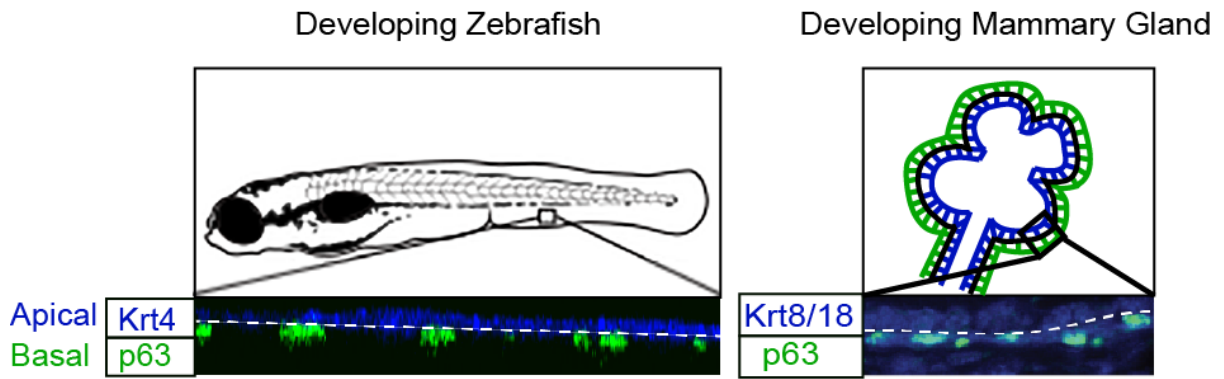 Developing Zebrafish
Developing Mammary Gland
Apical Krt4
Basal p63
Krt8/18
p63